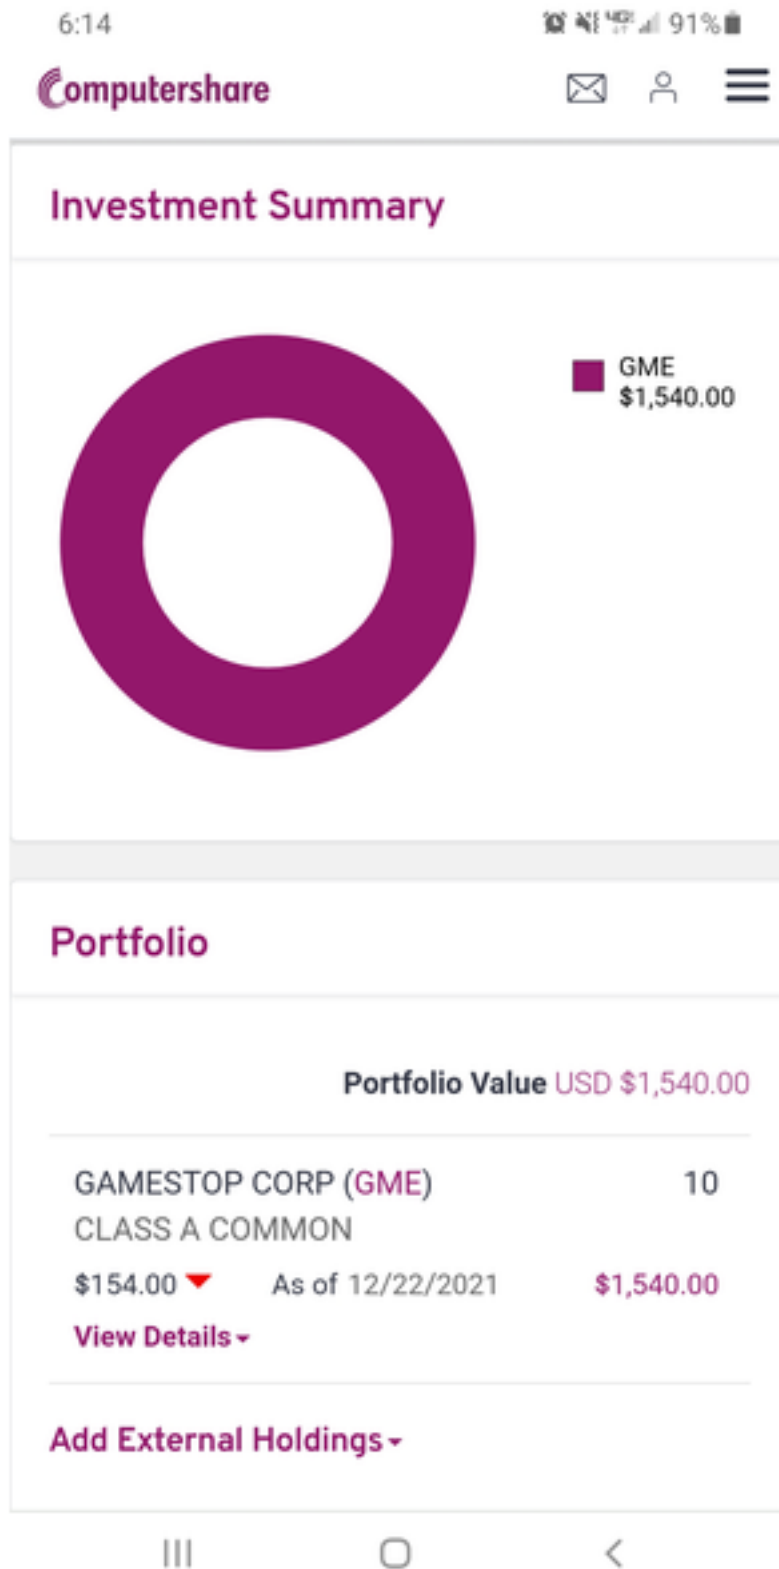 6:14 91%
Computershare
Investment Summary
GME
$1,540.00
Portfolio
Portfolio Value USD $1,540.00
GAMESTOP CORP (GME) 10
CLASS A COMMON
$154.00 As of 12/22/2021 $1,540.00
View Details
Add External Holdings